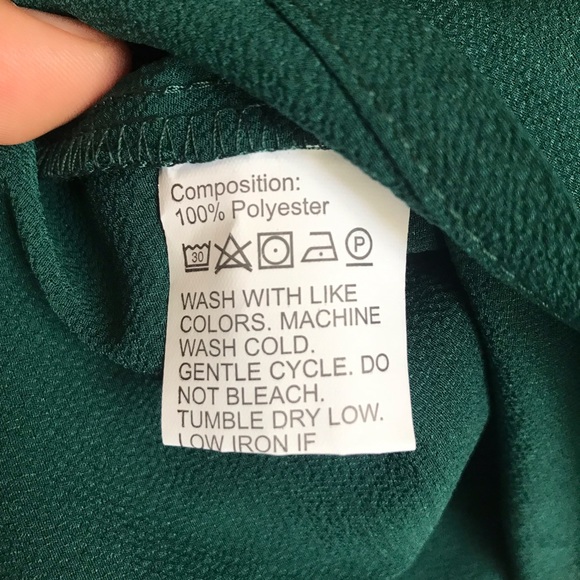 Composition:
100% Polyester
30 P
WASH WITH LIKE
COLORS. MACHINE
WASH COLD.
GENTLE CYCLE. DO
NOT BLEACH.
TUMBLE DRY LOW.
LOW IRON IF